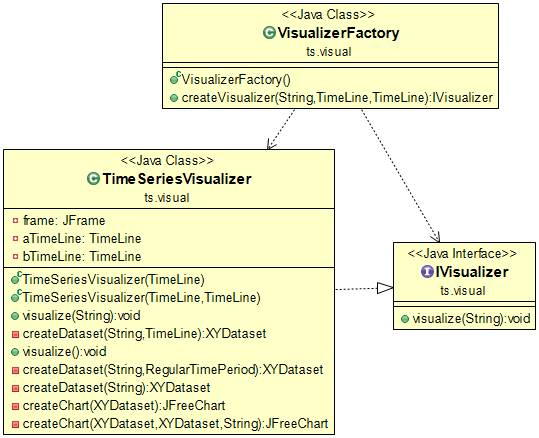 <<Java Class>>
VisualizerFactory
ts.visual
VisualizerFactory()
createVisualizer(String,TimeLine,TimeLine):IVisualizer
<<Java Class>>
TimeSeriesVisualizer
ts.visual
frame: JFrame
aTimeLine: TimeLine
bTimeLine: TimeLine
TimeSeriesVisualizer(TimeLine)
TimeSeriesVisualizer(TimeLine,TimeLine)
visualize(String):void
createDataset(String,TimeLine):XYDataset
visualize():void
createDataset(String,RegularTimePeriod):XYDataset
createDataset(String):XYDataset
createChart(XYDataset):JFreeChart
createChart(XYDataset,XYDataset,String):JFreeChart
<<Java Interface>>
IVisualizer
ts.visual
visualize(String):void